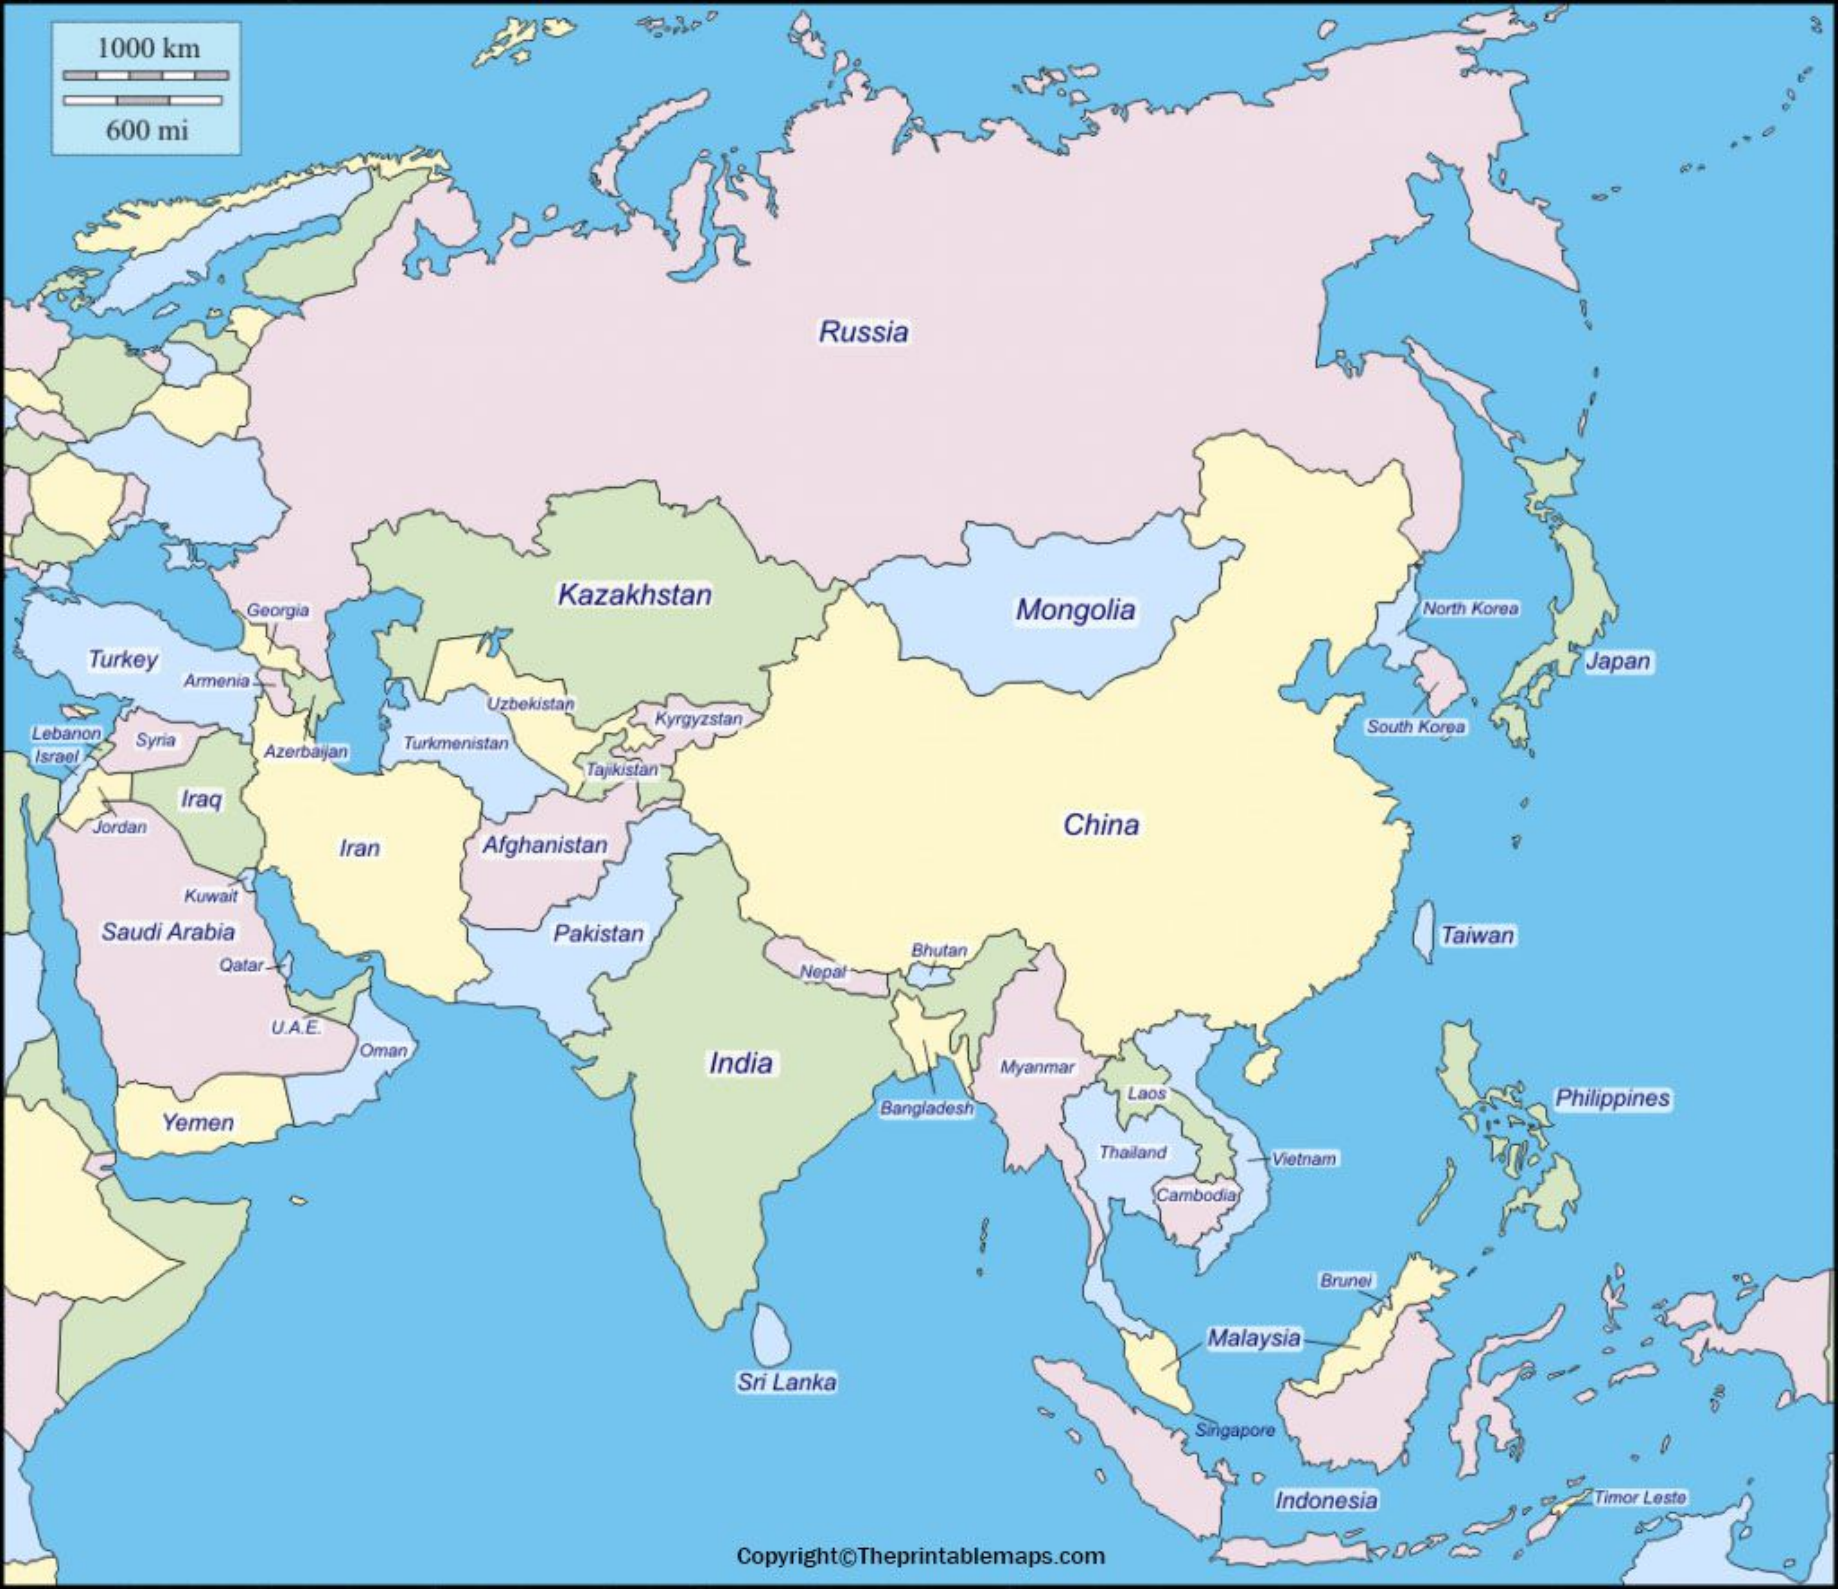 1000 km
600 mi
Russia
Kazakhstan
Mongolia
Georgia
North Korea
Turkey
Japan
Armenia
Uzbekistan
Kyrgyzstan
South Korea
Lebanon
Syria
Azerbaijan
Turkmenistan
Israel
Tajikistan
Iraq
Jordan
China
Iran
Afghanistan
Kuwait
Saudi Arabia
Pakistan
Taiwan
Bhutan
Qatar
Nepal
U.A.E.
Oman
India
Myanmar
Laos
Philippines
Bangladesh
Yemen
Thailand
Vietnam
Cambodia
Brunei
Malaysia
Sri Lanka
Singapore
Indonesia
Timor Leste
Copyright©Theprintablemaps.com